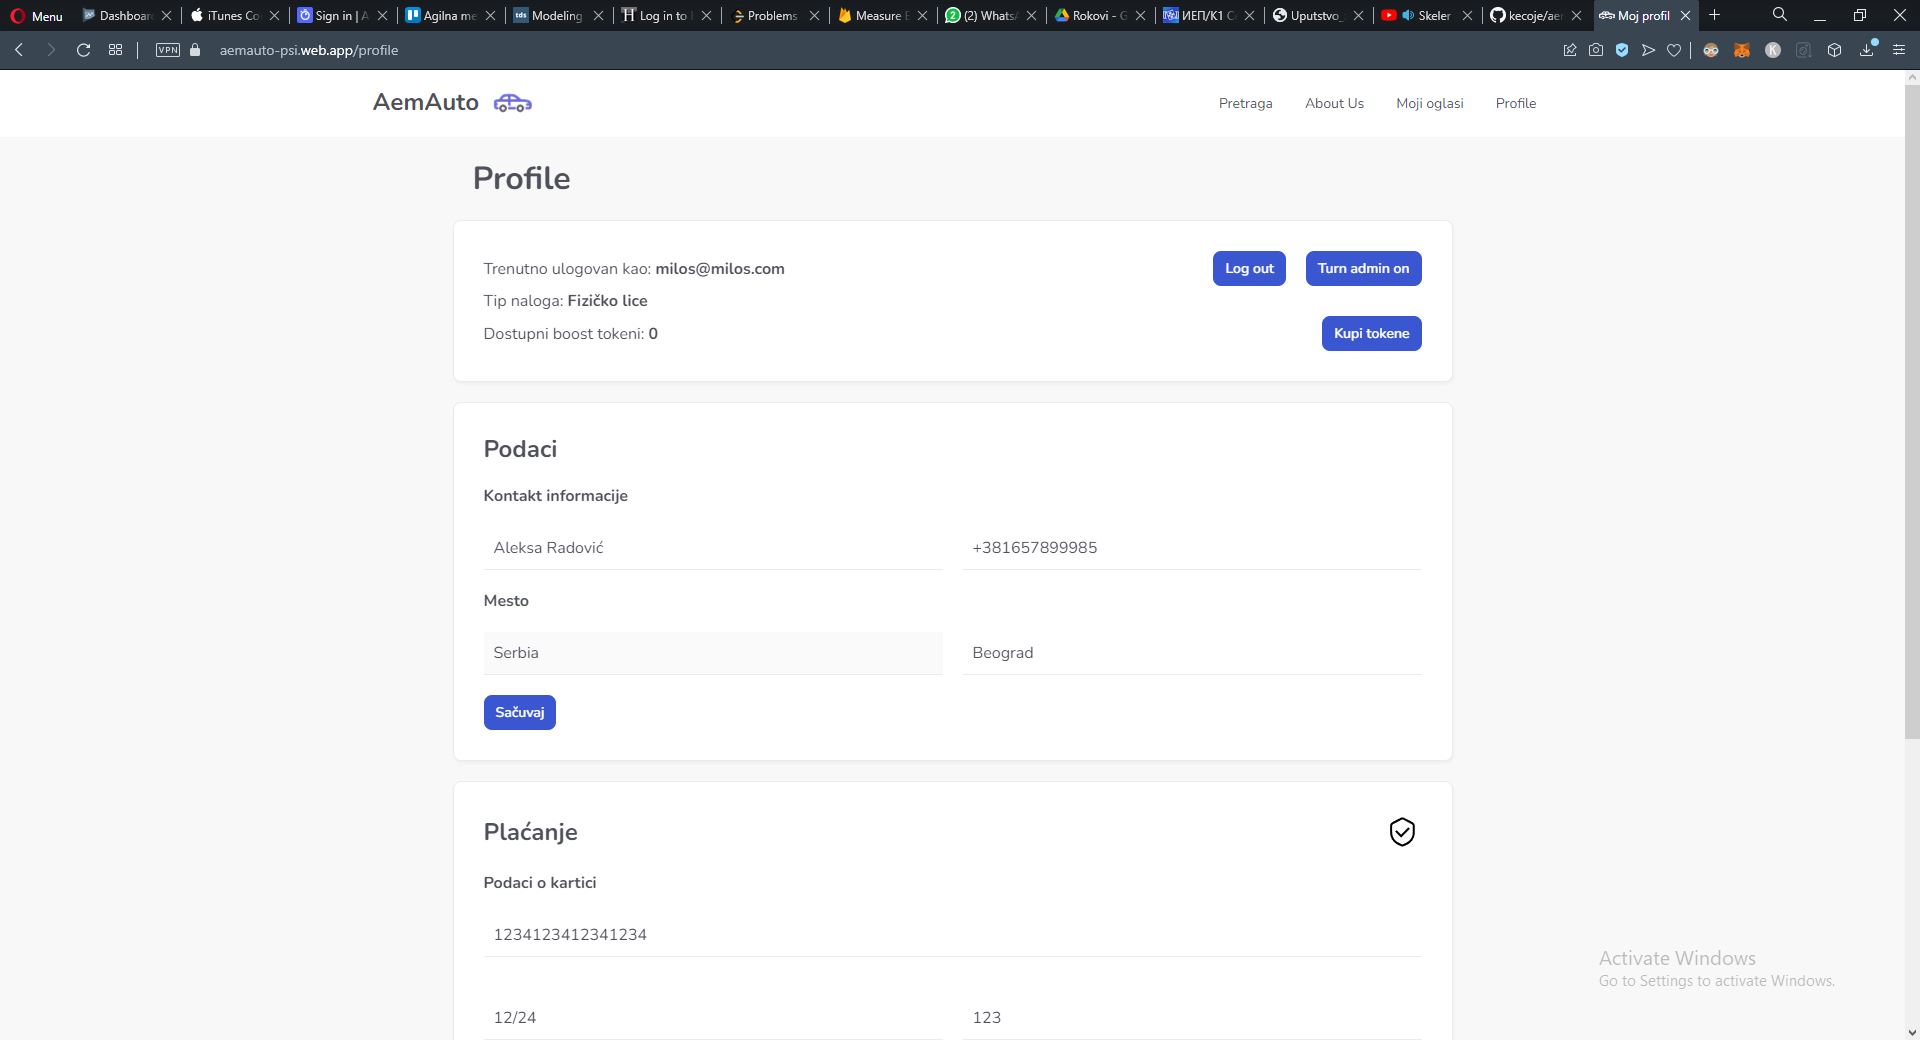 Menu Dashboard iTunes Co Sign in | A Agilna me Modeling Log in to Problems Measure (2) Whats Rokovi - G ИЕП/K1 Uputstvo Skeler kecoje/aer Moj profil
VPN aemauto-psi.web.app/profile
AemAuto Pretraga About Us Moji oglasi Profile
Profile
Trenutno ulogovan kao: milos@milos.com Log out Turn admin on
Tip naloga: Fizičko lice
Dostupni boost tokeni: 0 Kupi tokene
Podaci
Kontakt informacije
Aleksa Radović +381657899985
Mesto
Serbia Beograd
Sačuvaj
Plaćanje
Podaci o kartici
1234123412341234
12/24 123
Activate Windows
Go to Settings to activate Windows.